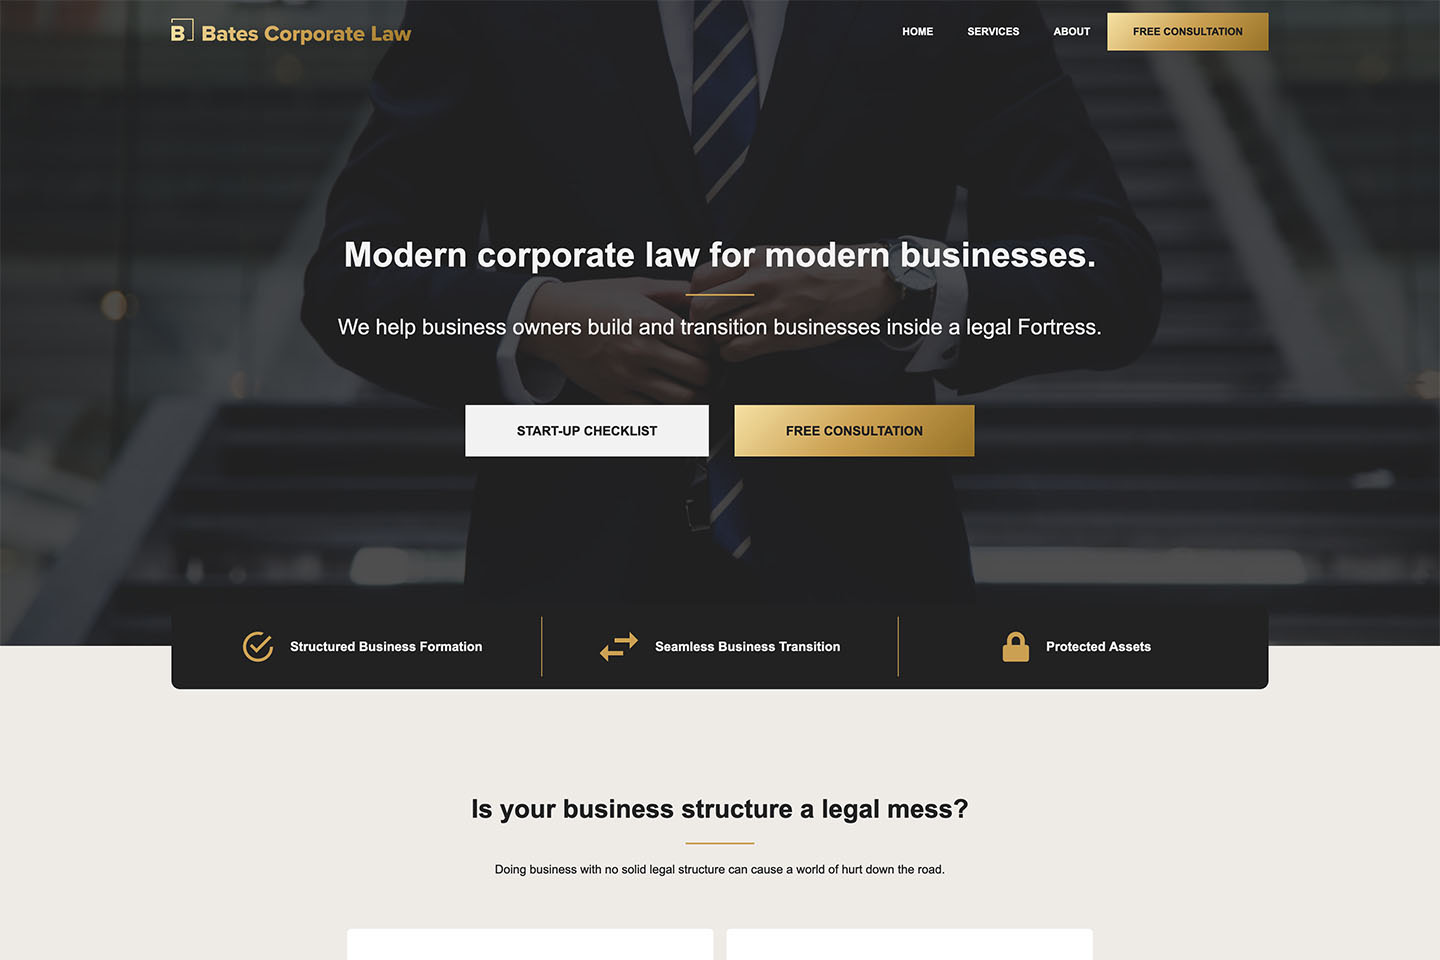 B Bates Corporate Law
HOME SERVICES ABOUT FREE CONSULTATION
Modern corporate law for modern businesses.
We help business owners build and transition businesses inside a legal Fortress.
START-UP CHECKLIST FREE CONSULTATION
Structured Business Formation Seamless Business Transition Protected Assets
Is your business structure a legal mess?
Doing business with no solid legal structure can cause a world of hurt down the road.